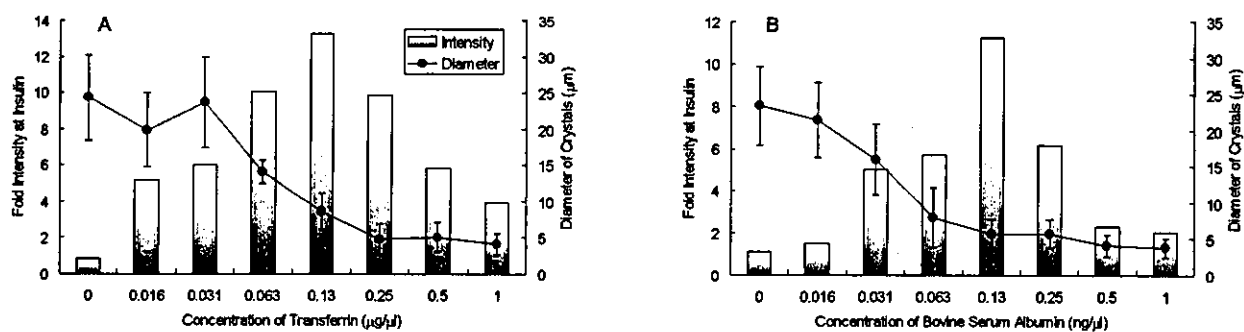 A
14
12
10
8
6
4
2
0
Fold Intensity at Insulin
35
30
25
20
15
10
5
0
Diameter of Crystals (μm)
Intensity
Diameter
0 0.016 0.031 0.063 0.13 0.25 0.5 1
Concentration of Transferrin (μg/μl)
B
12
10
8
6
4
2
0
Fold Intensity at Insulin
35
30
25
20
15
10
5
0
Diameter of Crystals (μm)
0 0.016 0.031 0.063 0.13 0.25 0.5 1
Concentration of Bovine Serum Albumin (ng/μl)